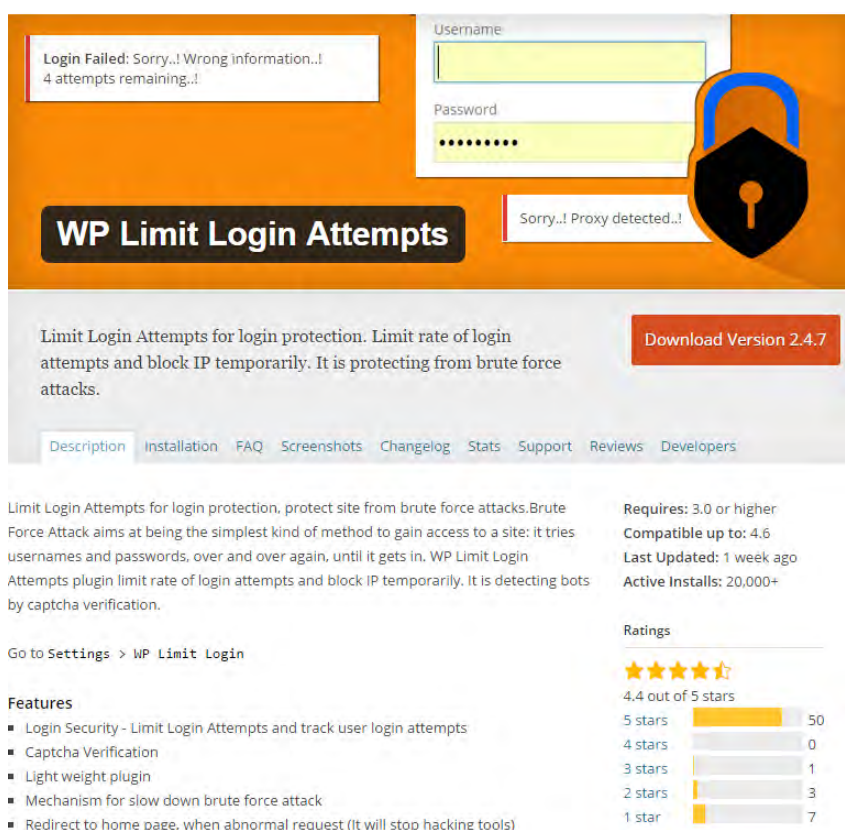 Username
Login Failed: Sorry..! Wrong information..!
4 attempts remaining..!
Password
•••••••••
Sorry..! Proxy detected..!
WP Limit Login Attempts
Limit Login Attempts for login protection. Limit rate of login
attempts and block IP temporarily. It is protecting from brute force
attacks.
Download Version 2.4.7
Description Installation FAQ Screenshots Changelog Stats Support Reviews Developers
Limit Login Attempts for login protection, protect site from brute force attacks.Brute
Force Attack aims at being the simplest kind of method to gain access to a site: it tries
usernames and passwords, over and over again, until it gets in. WP Limit Login
Attempts plugin limit rate of login attempts and block IP temporarily. It is detecting bots
by captcha verification.
Go to Settings > WP Limit Login
Features
▪ Login Security - Limit Login Attempts and track user login attempts
▪ Captcha Verification
▪ Light weight plugin
▪ Mechanism for slow down brute force attack
▪ Redirect to home page, when abnormal request (It will stop hacking tools)
Requires: 3.0 or higher
Compatible up to: 4.6
Last Updated: 1 week ago
Active Installs: 20,000+
Ratings
4.4 out of 5 stars
5 stars 50
4 stars 0
3 stars 1
2 stars 3
1 star 7